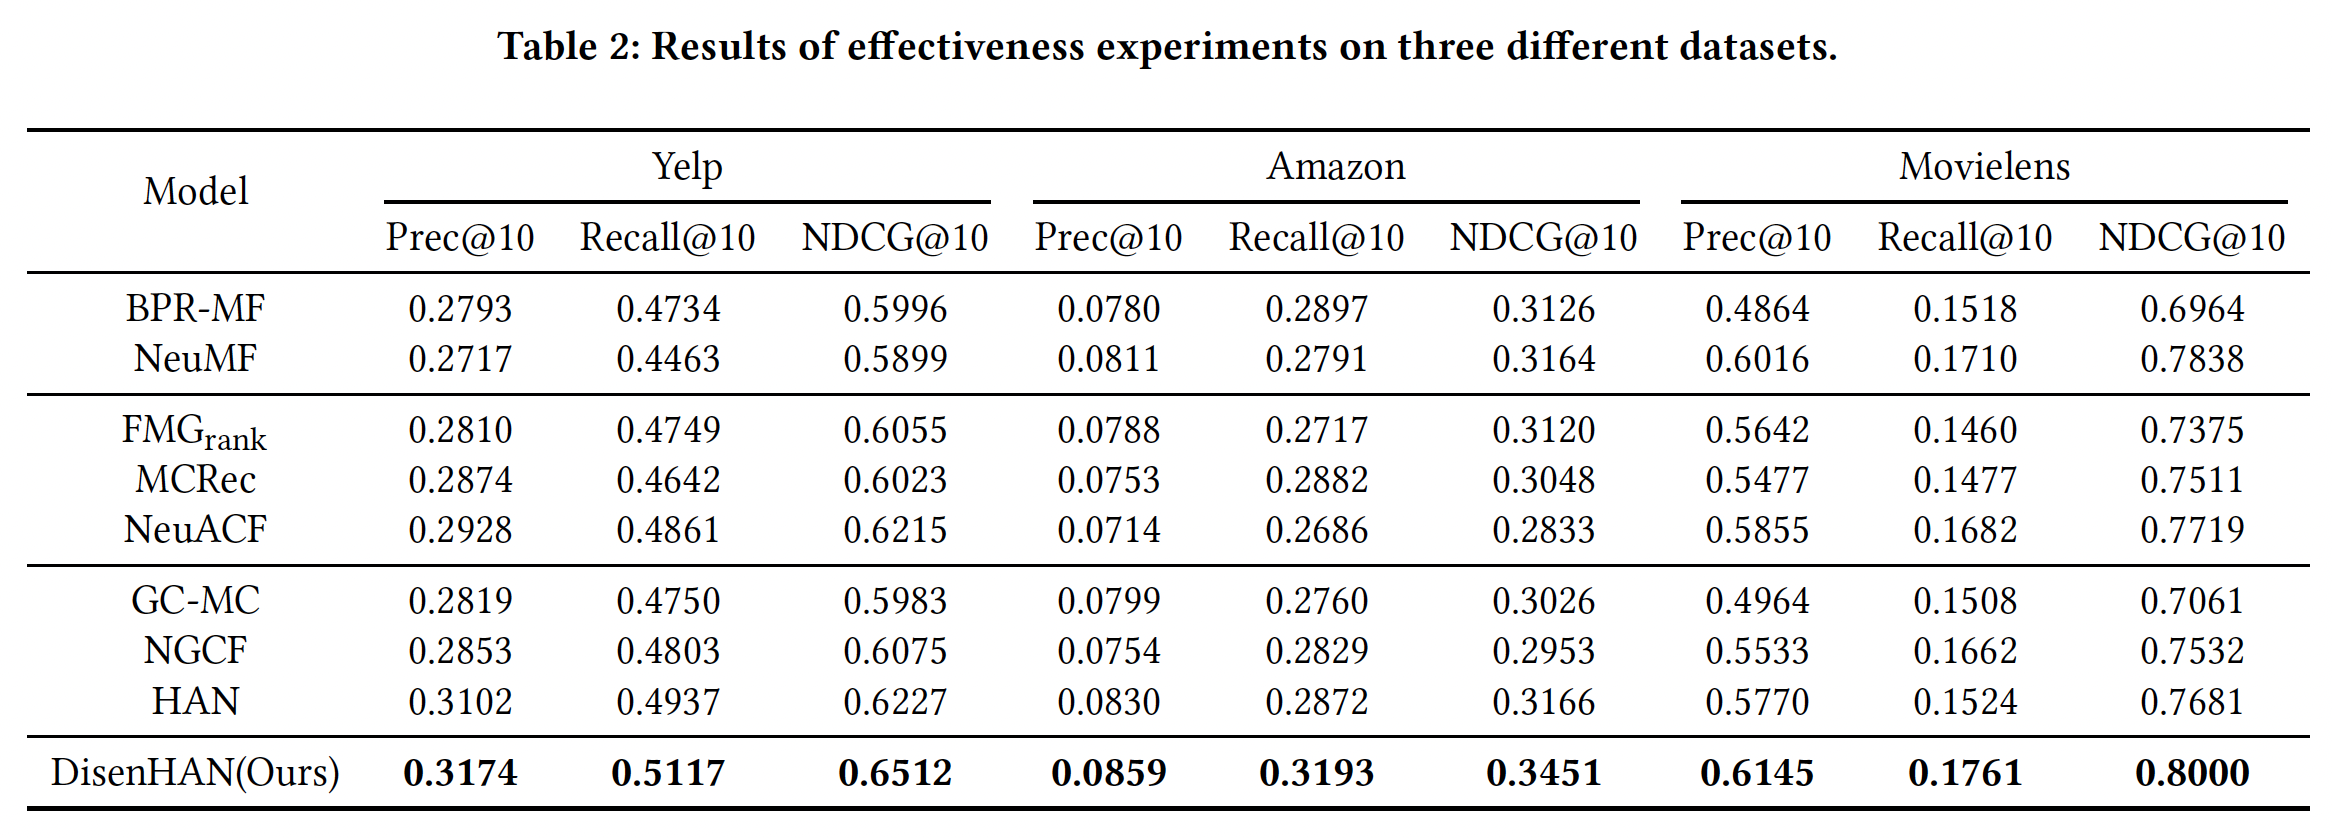 Table 2: Results of effectiveness experiments on three different datasets.
Model Yelp Amazon Movielens
Prec@10 Recall@10 NDCG@10 Prec@10 Recall@10 NDCG@10 Prec@10 Recall@10 NDCG@10
BPR-MF 0.2793 0.4734 0.5996 0.0780 0.2897 0.3126 0.4864 0.1518 0.6964
NeuMF 0.2717 0.4463 0.5899 0.0811 0.2791 0.3164 0.6016 0.1710 0.7838
FMGrank 0.2810 0.4749 0.6055 0.0788 0.2717 0.3120 0.5642 0.1460 0.7375
MCRec 0.2874 0.4642 0.6023 0.0753 0.2882 0.3048 0.5477 0.1477 0.7511
NeuACF 0.2928 0.4861 0.6215 0.0714 0.2686 0.2833 0.5855 0.1682 0.7719
GC-MC 0.2819 0.4750 0.5983 0.0799 0.2760 0.3026 0.4964 0.1508 0.7061
NGCF 0.2853 0.4803 0.6075 0.0754 0.2829 0.2953 0.5533 0.1662 0.7532
HAN 0.3102 0.4937 0.6227 0.0830 0.2872 0.3166 0.5770 0.1524 0.7681
DisenHAN(Ours) 0.3174 0.5117 0.6512 0.0859 0.3193 0.3451 0.6145 0.1761 0.8000